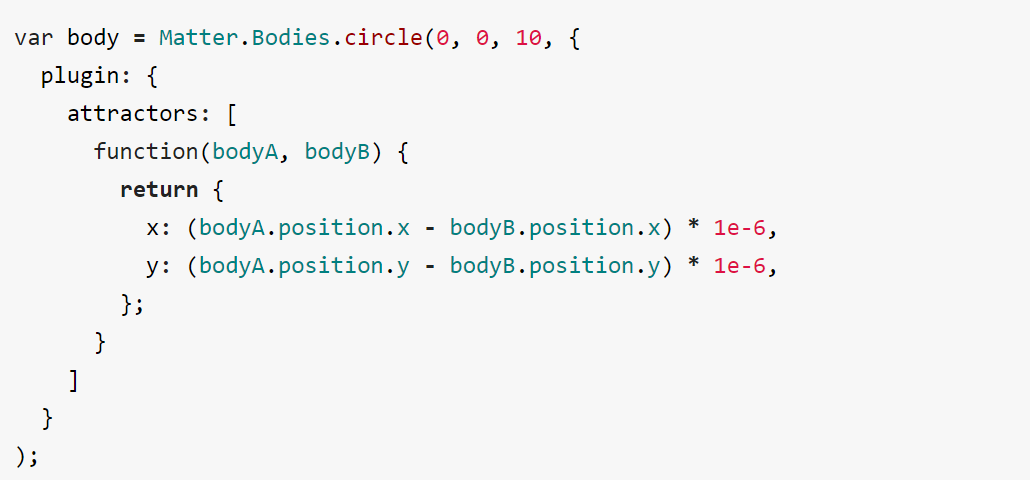 var body = Matter.Bodies.circle(0, 0, 10, {
  plugin: {
    attractors: [
      function(bodyA, bodyB) {
        return {
          x: (bodyA.position.x - bodyB.position.x) * 1e-6,
          y: (bodyA.position.y - bodyB.position.y) * 1e-6,
        };
      }
    ]
  }
);